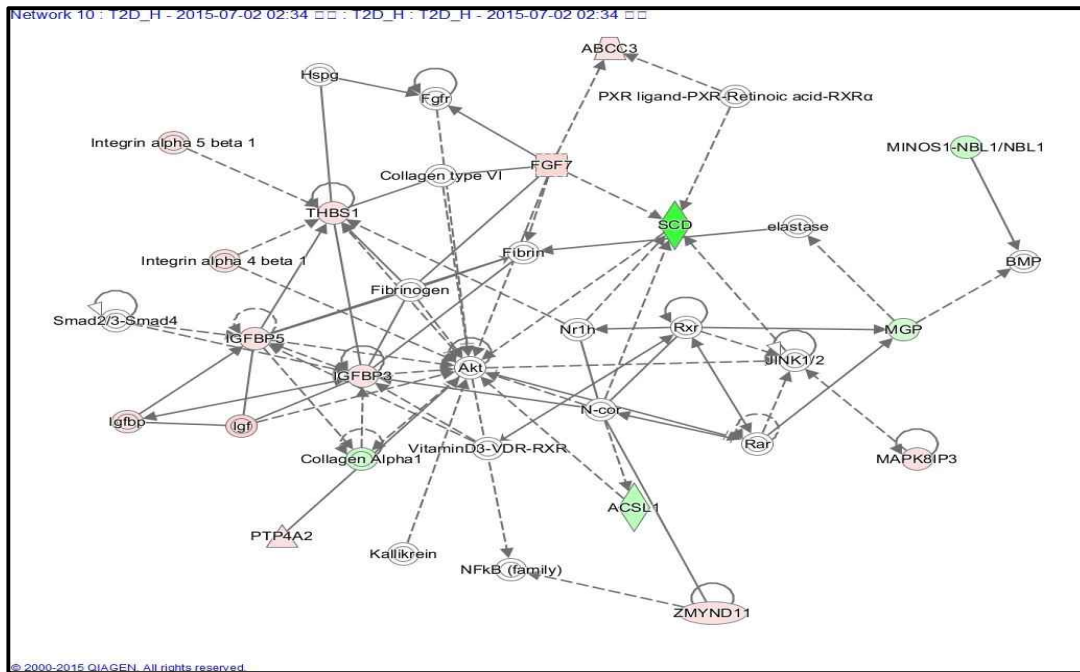 Network 10 : T2D_H - 2015-07-02 02:34 □□ : T2D_H : T2D_H - 2015-07-02 02:34 □□
ABCC3
Hspg
Fgfr
PXR ligand-PXR-Retinoic acid-RXRα
Integrin alpha 5 beta 1
MINOS1-NBL1/NBL1
FGF7
Collagen type VI
THBS1
SCD
elastase
Fibrin
Integrin alpha 4 beta 1
BMP
Fibrinogen
Smad2/3-Smad4
Nr1h
Rxr
MGP
IGFBP5
JINK1/2
IGFBP3
Akt
N-cor
Igfbp
Igf
Rar
VitaminD3-VDR-RXR
Collagen Alpha1
MAPK8IP3
ACSL1
PTP4A2
Kallikrein
NFkB (family)
ZMYND11
© 2000-2015 QIAGEN. All rights reserved.